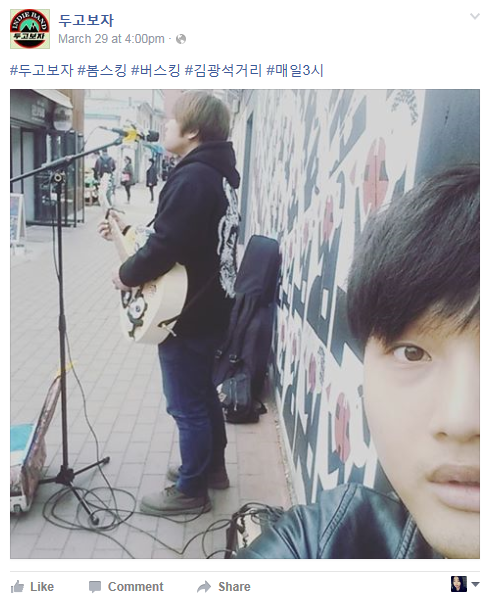 INDIE BAND
두고보자
두고보자
March 29 at 4:00pm ·
#두고보자 #봄스킹 #버스킹 #김광석거리 #매일3시
Like
Comment
Share